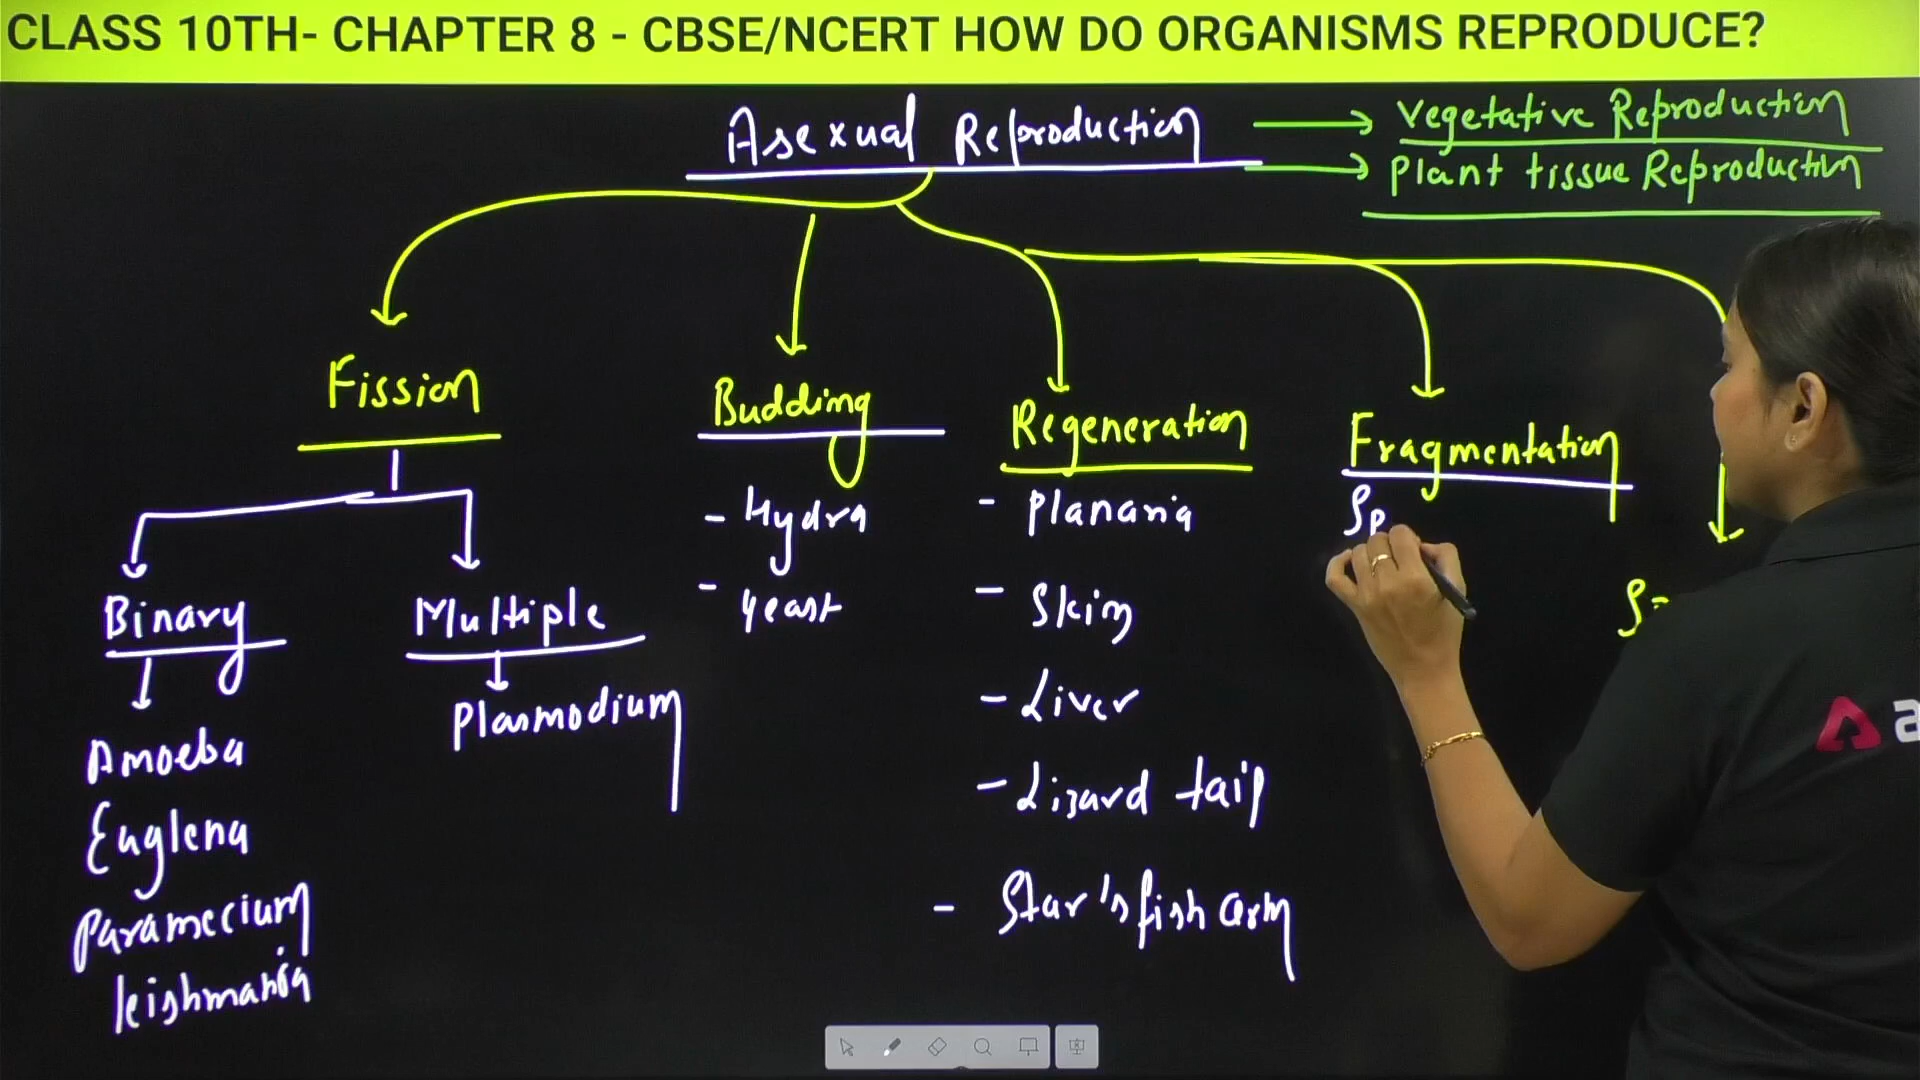 CLASS 10TH- CHAPTER 8 - CBSE/NCERT HOW DO ORGANISMS REPRODUCE?
Asexual Reproduction
Vegetative Reproduction
Plant tissue Reproduction
Fission
Budding
Regeneration
Fragmentation
Binary
Multiple
Amoeba
Euglena
Paramecium
leishmania
Plasmodium
- Hydra
- Yeast
- Planaria
- Skin
- Liver
- Lizard tail
- Star's fish arm
Sp